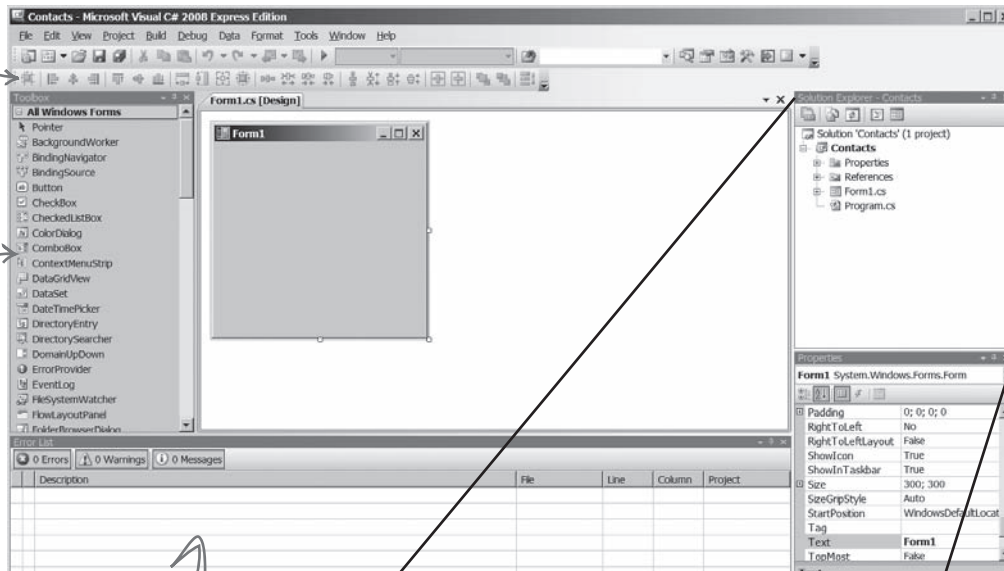 Contacts - Microsoft Visual C# 2008 Express Edition
File Edit View Project Build Debug Data Format Tools Window Help
Toolbox
All Windows Forms
Pointer
BackgroundWorker
BindingNavigator
BindingSource
Button
CheckBox
CheckedListBox
ColorDialog
ComboBox
ContextMenuStrip
DataGridView
DataSet
DateTimePicker
DirectoryEntry
DirectorySearcher
DomainUpDown
ErrorProvider
EventLog
FileSystemWatcher
FlowLayoutPanel
FolderBrowserDialog
Form1.cs [Design]
Form1
Solution Explorer - Contacts
Solution 'Contacts' (1 project)
Contacts
Properties
References
Form1.cs
Program.cs
Properties
Form1 System.Windows.Forms.Form
Padding 0; 0; 0; 0
RightToLeft No
RightToLeftLayout False
ShowIcon True
ShowInTaskbar True
Size 300; 300
SizeGripStyle Auto
StartPosition WindowsDefaultLocat
Tag
Text Form1
TopMost False
Error List
0 Errors 0 Warnings 0 Messages
Description File Line Column Project